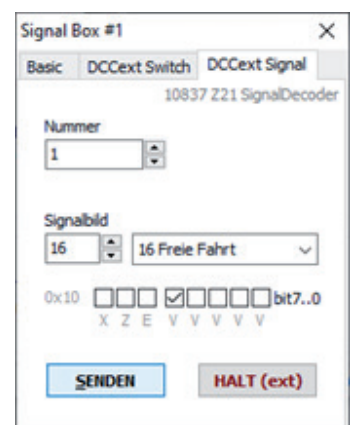 Signal Box #1
Basic DCCext Switch DCCext Signal
10837 Z21 SignalDecoder
Nummer
1
Signalbild
16 16 Freie Fahrt
0x10 bit7..0
X Z E V V V V V
SENDEN HALT (ext)